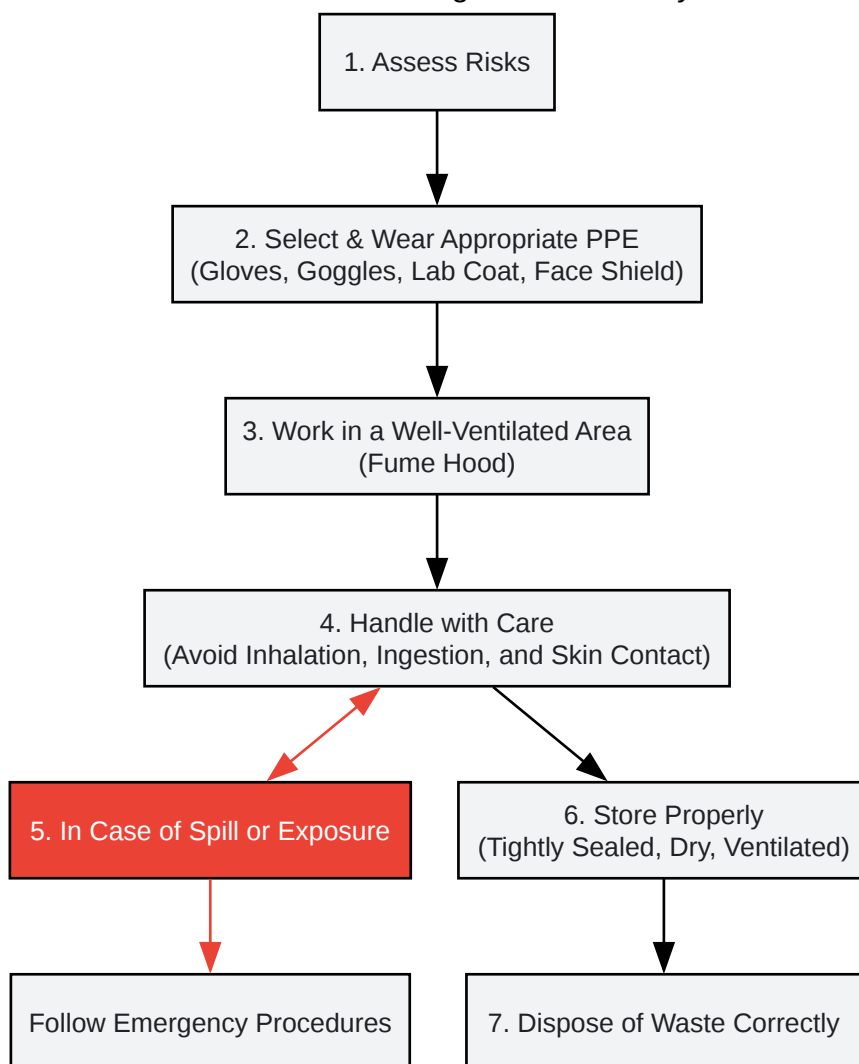 1. Assess Risks
2. Select & Wear Appropriate PPE
(Gloves, Goggles, Lab Coat, Face Shield)
3. Work in a Well-Ventilated Area
(Fume Hood)
4. Handle with Care
(Avoid Inhalation, Ingestion, and Skin Contact)
5. In Case of Spill or Exposure
6. Store Properly
(Tightly Sealed, Dry, Ventilated)
Follow Emergency Procedures
7. Dispose of Waste Correctly